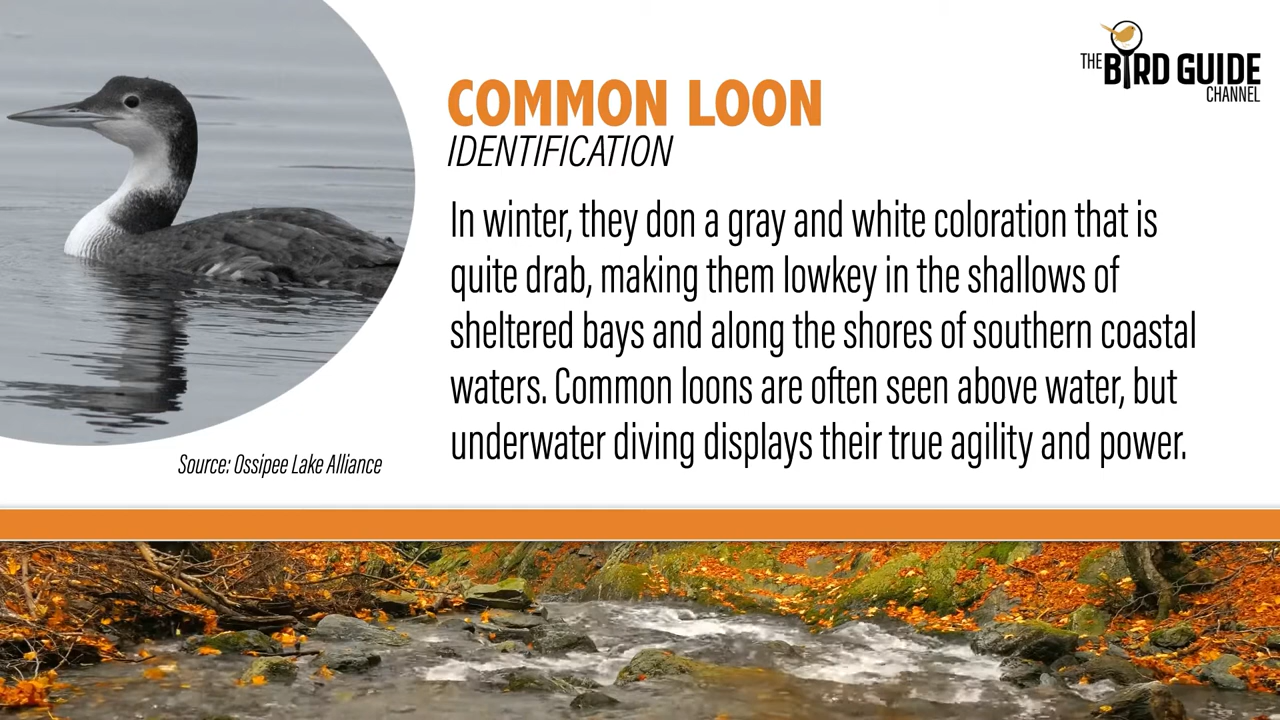 THE BIRD GUIDE
CHANNEL
COMMON LOON
IDENTIFICATION
In winter, they don a gray and white coloration that is
quite drab, making them lowkey in the shallows of
sheltered bays and along the shores of southern coastal
waters. Common loons are often seen above water, but
underwater diving displays their true agility and power.
Source: Ossipee Lake Alliance